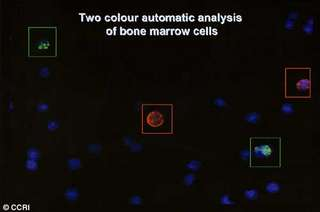 Two colour automatic analysis
of bone marrow cells
© CCRI